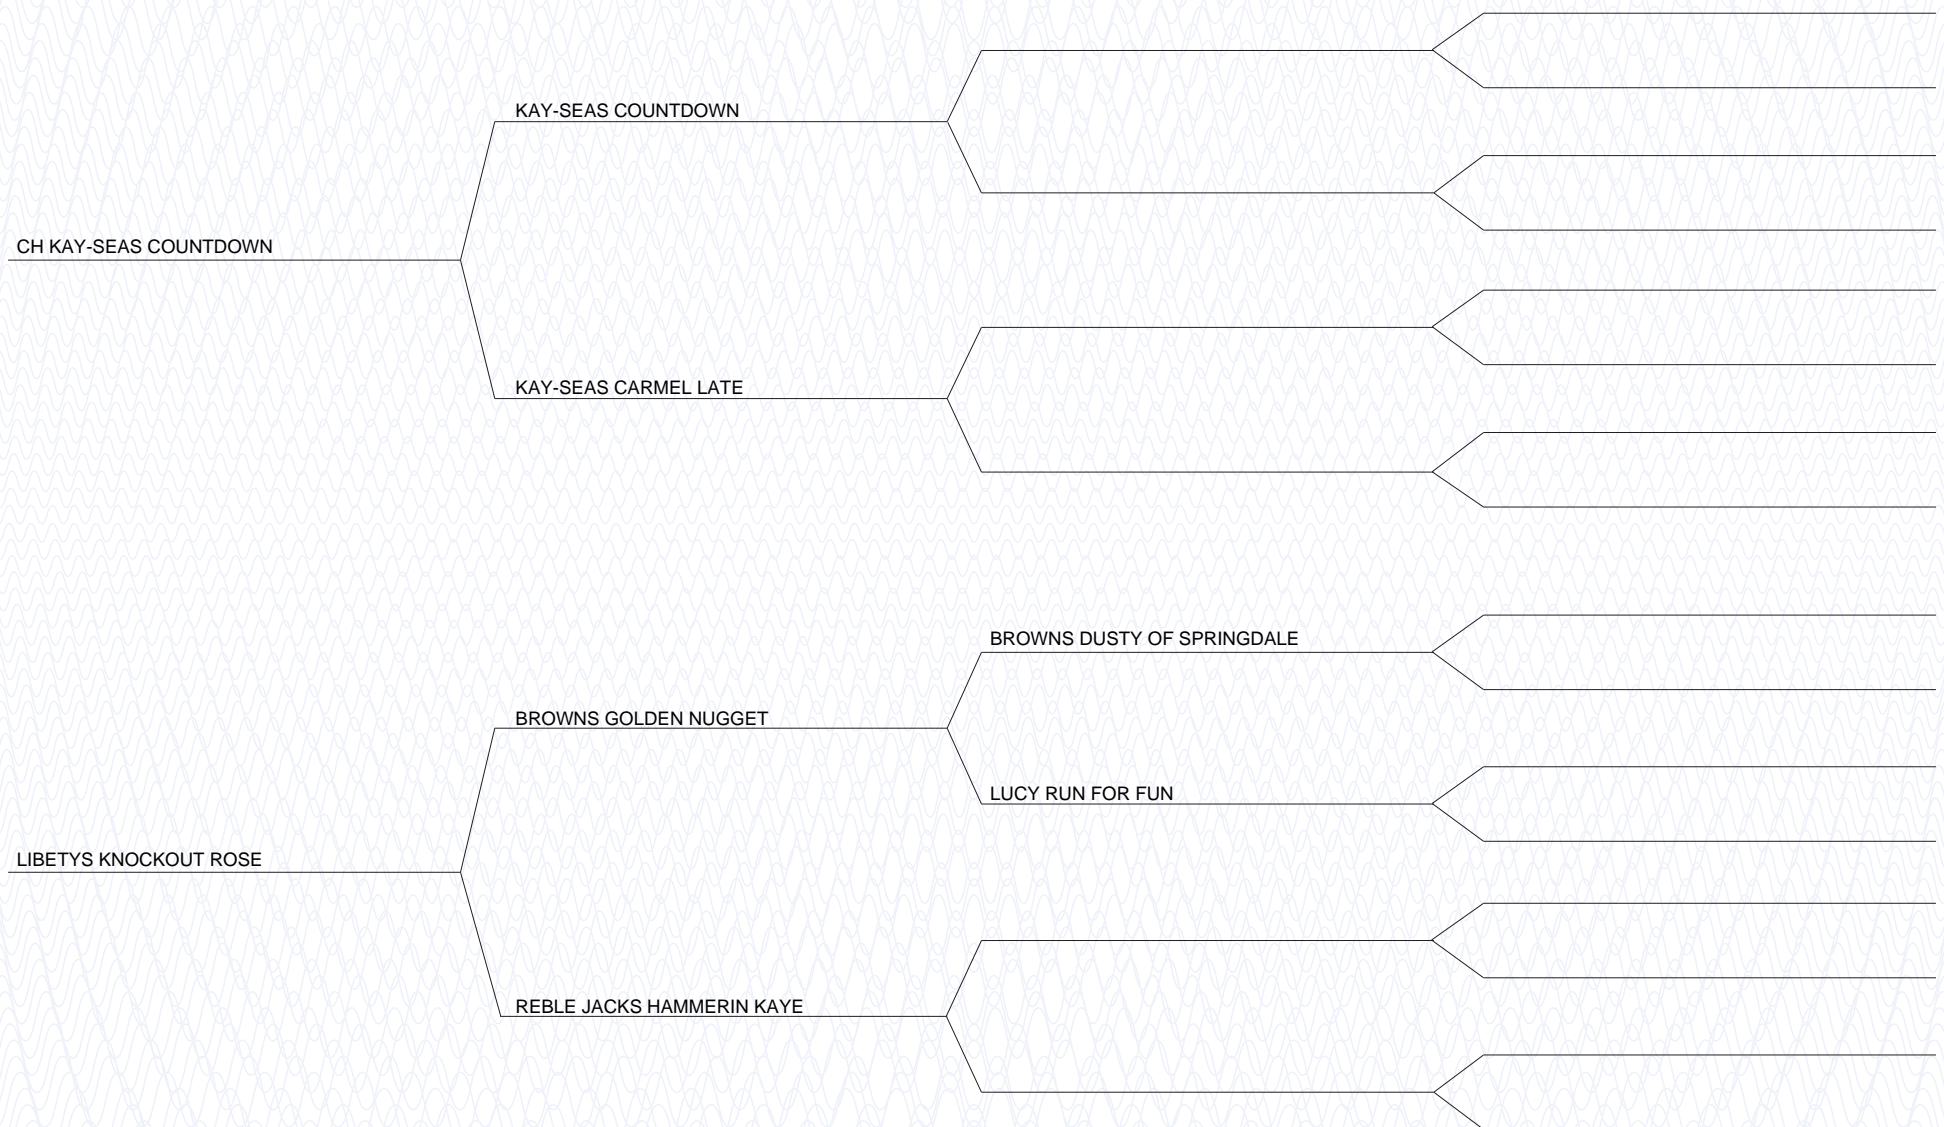 KAY-SEAS COUNTDOWN
CH KAY-SEAS COUNTDOWN
KAY-SEAS CARMEL LATE
BROWNS DUSTY OF SPRINGDALE
BROWNS GOLDEN NUGGET
LUCY RUN FOR FUN
LIBETYS KNOCKOUT ROSE
REBLE JACKS HAMMERIN KAYE